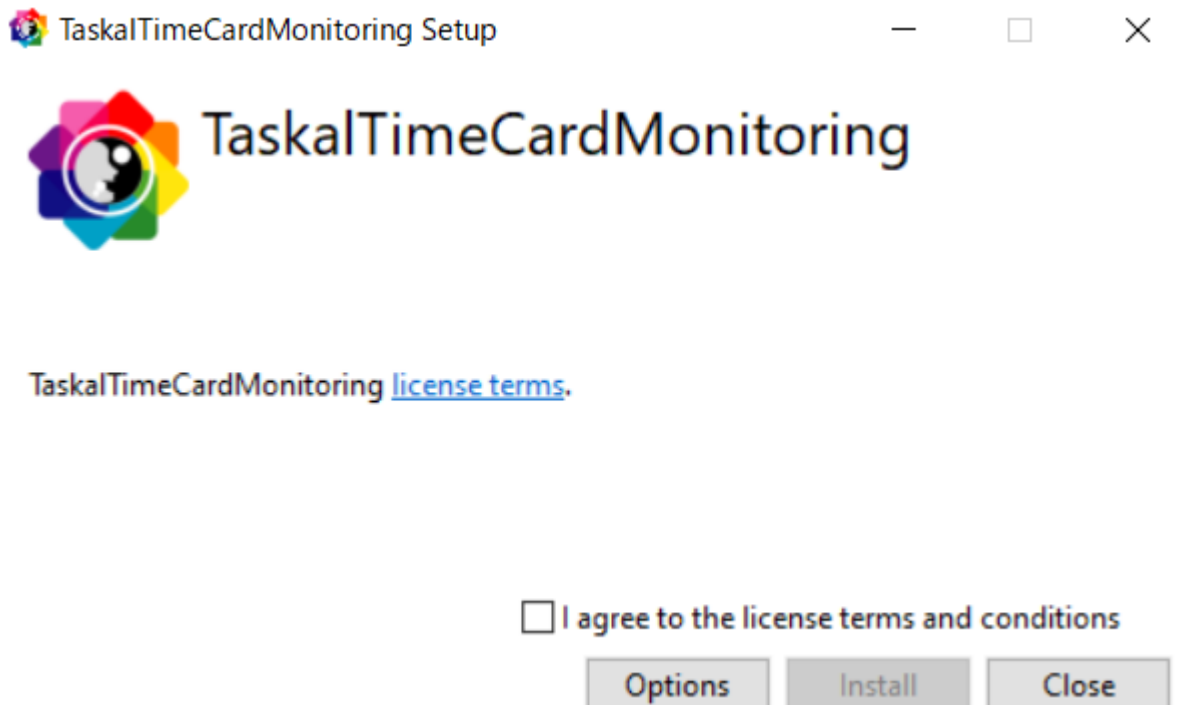 TaskalTimeCardMonitoring Setup
TaskalTimeCardMonitoring
TaskalTimeCardMonitoring license terms.
I agree to the license terms and conditions
Options Install Close